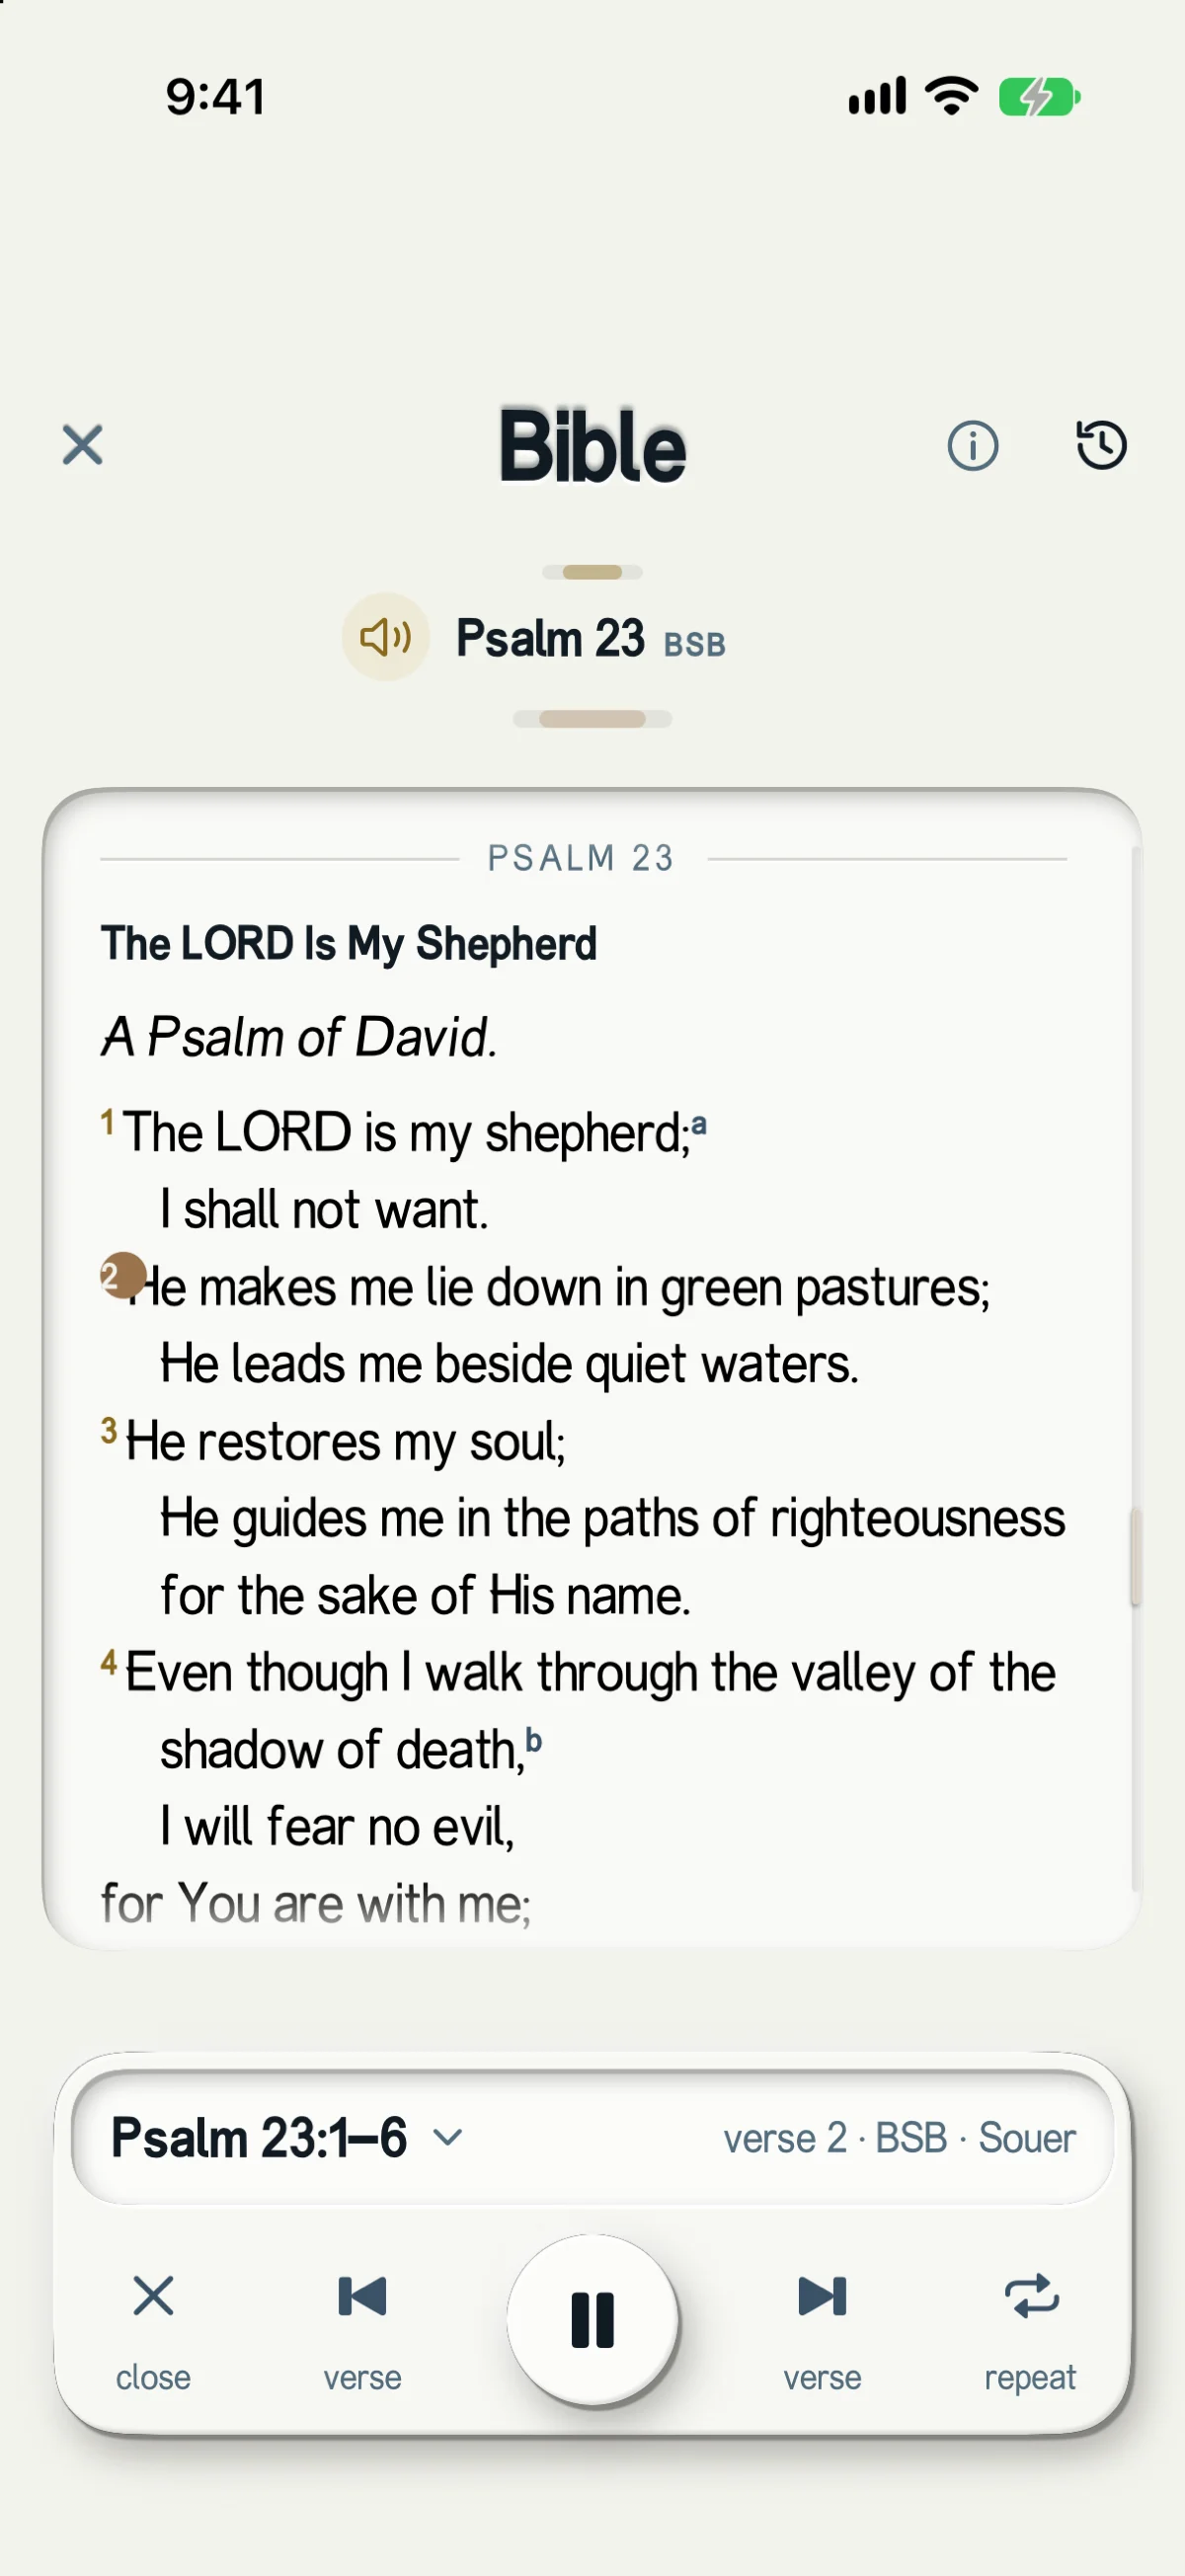 9:41
Bible
Psalm 23 BSB
PSALM 23
The LORD Is My Shepherd
A Psalm of David.
1 The LORD is my shepherd;a
I shall not want.
2 He makes me lie down in green pastures;
He leads me beside quiet waters.
3 He restores my soul;
He guides me in the paths of righteousness
for the sake of His name.
4 Even though I walk through the valley of the
shadow of death,b
I will fear no evil,
for You are with me;
Psalm 23:1–6 verse 2 · BSB · Souer
close verse verse repeat